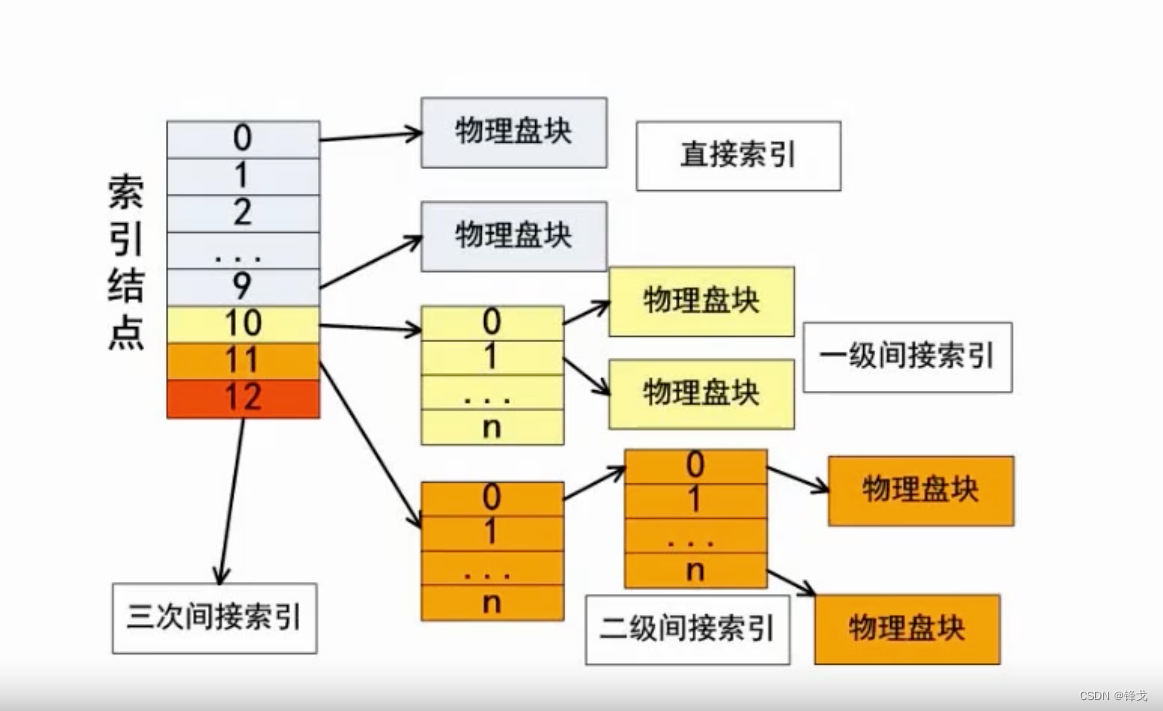 索引结点
0
1
2
...
9
10
11
12
物理盘块
直接索引
物理盘块
0
1
...
n
物理盘块
物理盘块
一级间接索引
0
1
...
n
0
1
...
n
物理盘块
物理盘块
二级间接索引
三次间接索引
CSDN @锋戈